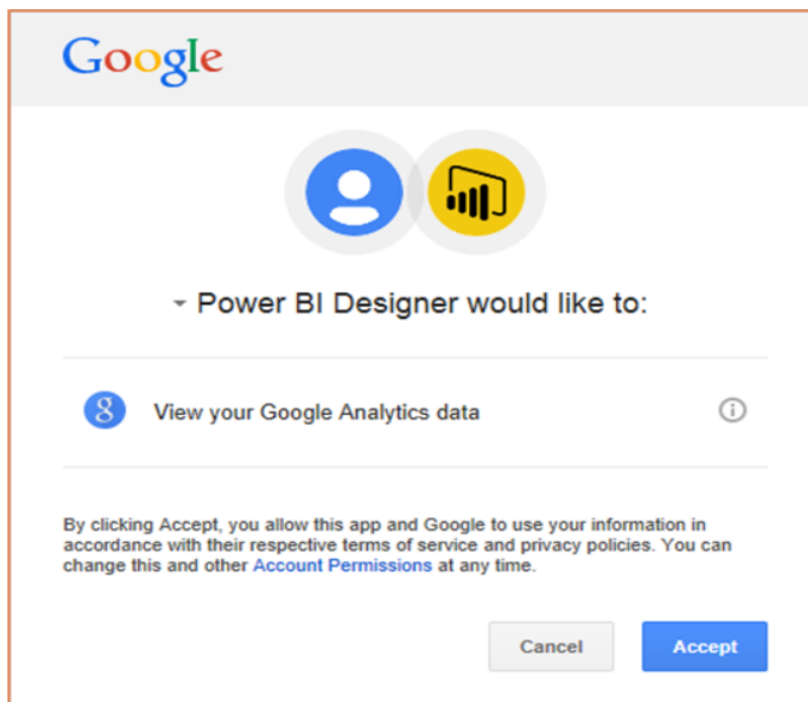 Google
Power BI Designer would like to:
8 View your Google Analytics data
By clicking Accept, you allow this app and Google to use your information in
accordance with their respective terms of service and privacy policies. You can
change this and other Account Permissions at any time.
Cancel Accept